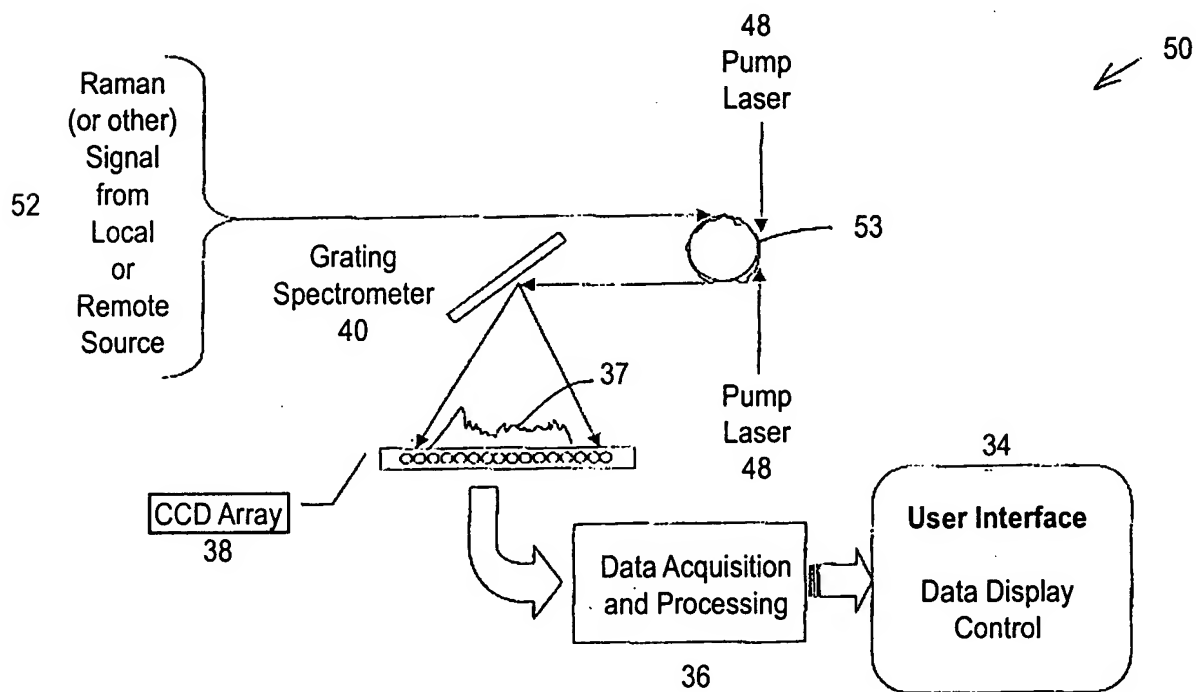 48
Pump
Laser
50
52
Raman
(or other)
Signal
from
Local
or
Remote
Source
53
Grating
Spectrometer
40
37
Pump
Laser
48
CCD Array
38
Data Acquisition
and Processing
36
34
User Interface
Data Display
Control